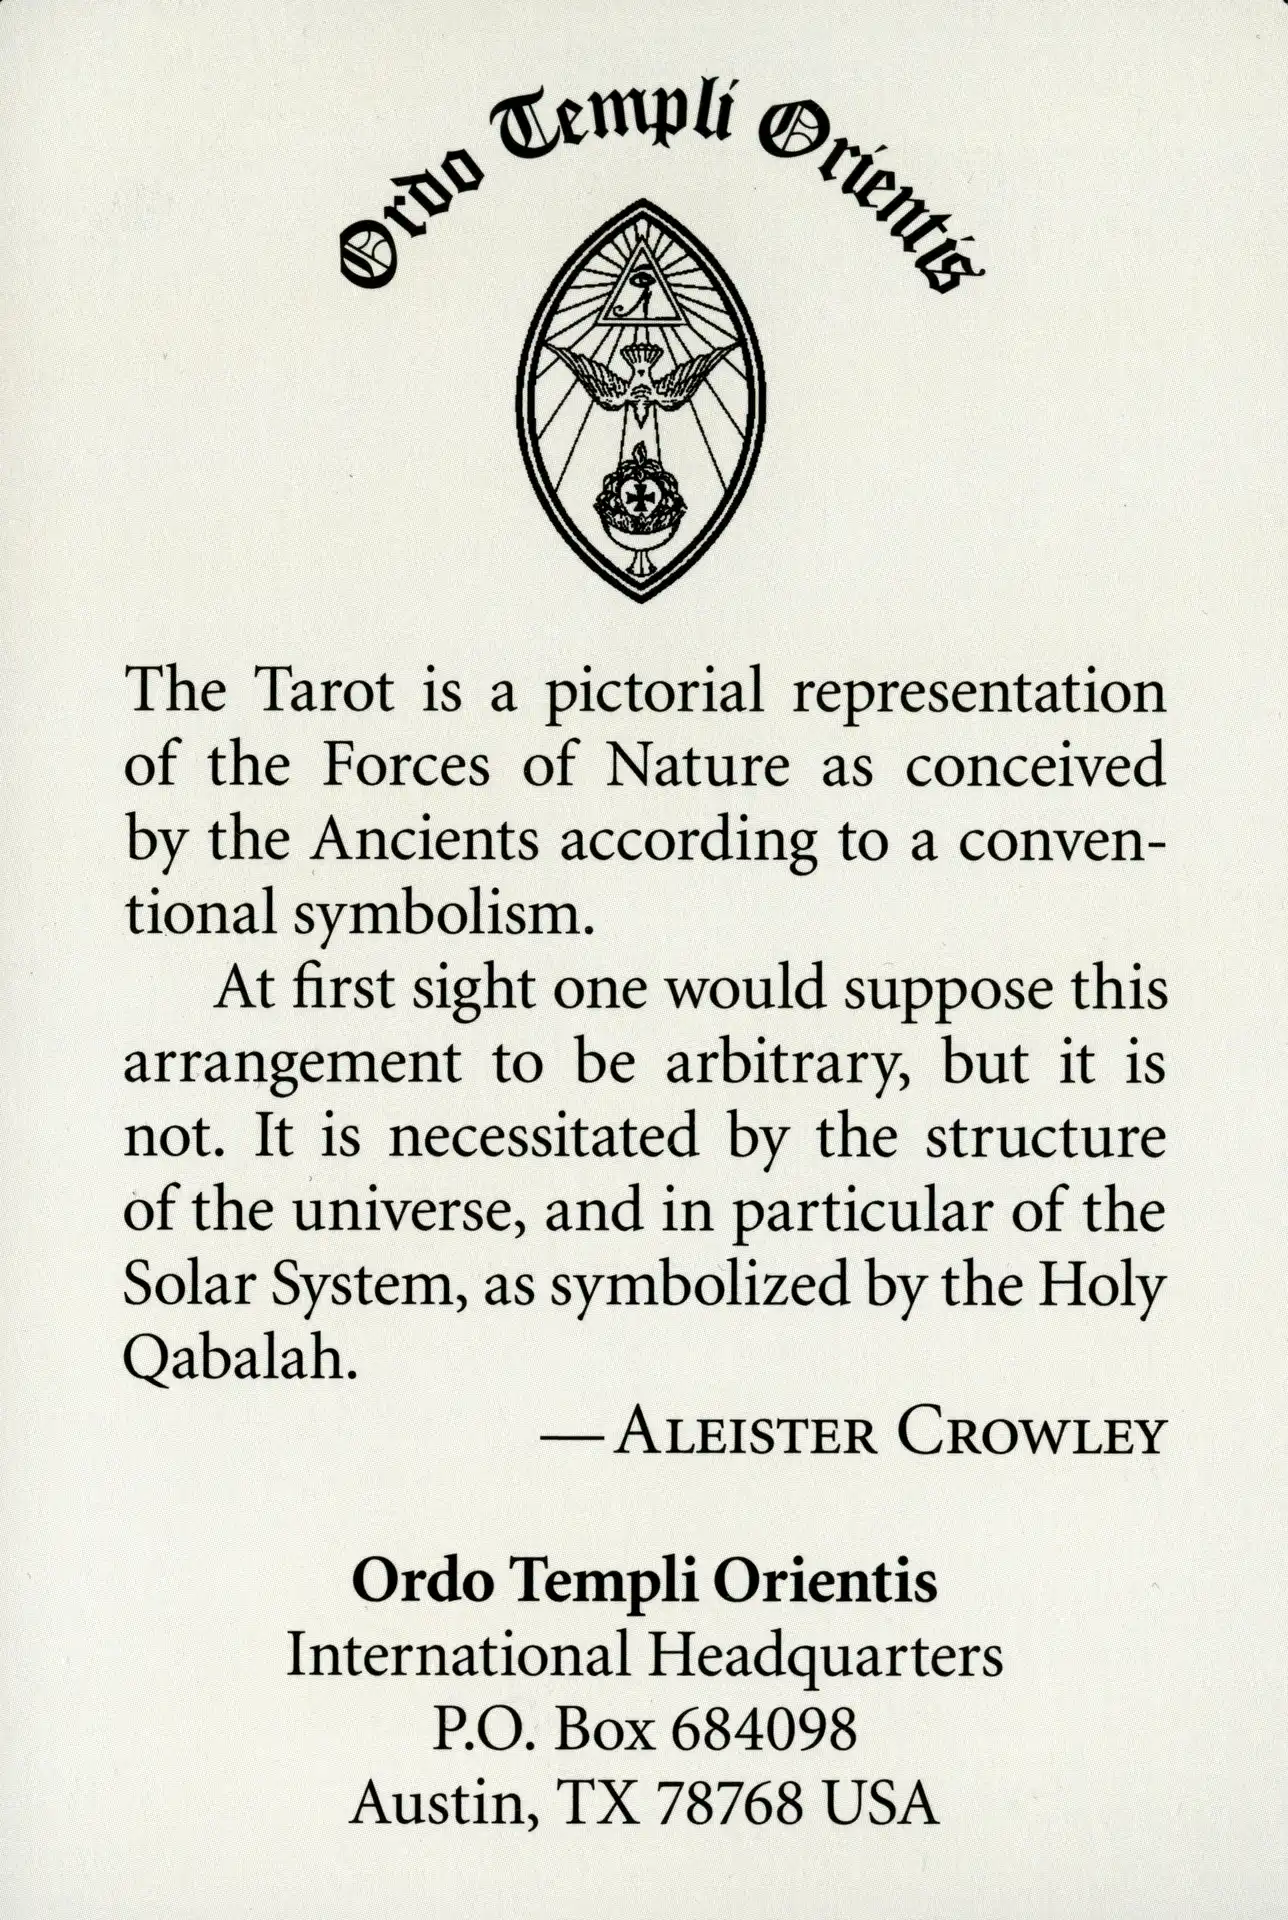 Ordo Templi Orientis
The Tarot is a pictorial representation
of the Forces of Nature as conceived
by the Ancients according to a conven-
tional symbolism.
At first sight one would suppose this
arrangement to be arbitrary, but it is
not. It is necessitated by the structure
of the universe, and in particular of the
Solar System, as symbolized by the Holy
Qabalah.
—ALEISTER CROWLEY
Ordo Templi Orientis
International Headquarters
P.O. Box 684098
Austin, TX 78768 USA